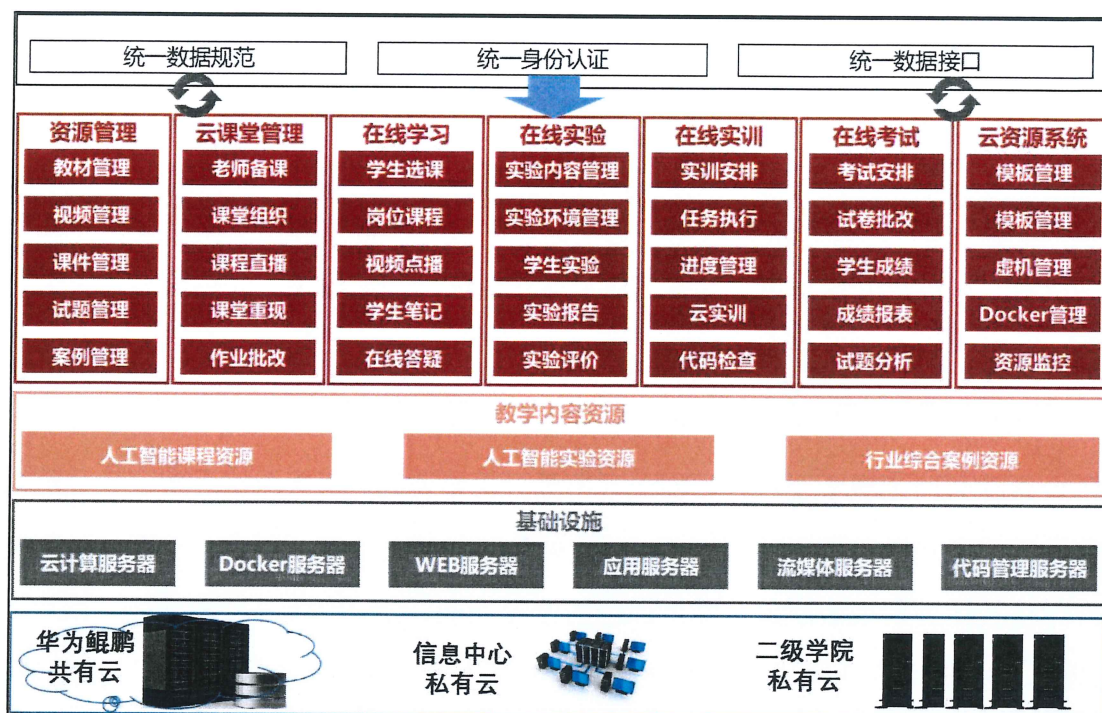 统一数据规范
统一身份认证
统一数据接口
资源管理
教材管理
视频管理
课件管理
试题管理
案例管理
云课堂管理
老师备课
课堂组织
课程直播
课堂重现
作业批改
在线学习
学生选课
岗位课程
视频点播
学生笔记
在线答疑
在线实验
实验内容管理
实验环境管理
学生实验
实验报告
实验评价
在线实训
实训安排
任务执行
进度管理
云实训
代码检查
在线考试
考试安排
试卷批改
学生成绩
成绩报表
试题分析
云资源系统
模板管理
模板管理
虚机管理
Docker管理
资源监控
教学内容资源
人工智能课程资源
人工智能实验资源
行业综合案例资源
基础设施
云计算服务器
Docker服务器
WEB服务器
应用服务器
流媒体服务器
代码管理服务器
华为鲲鹏
共有云
信息中心
私有云
二级学院
私有云